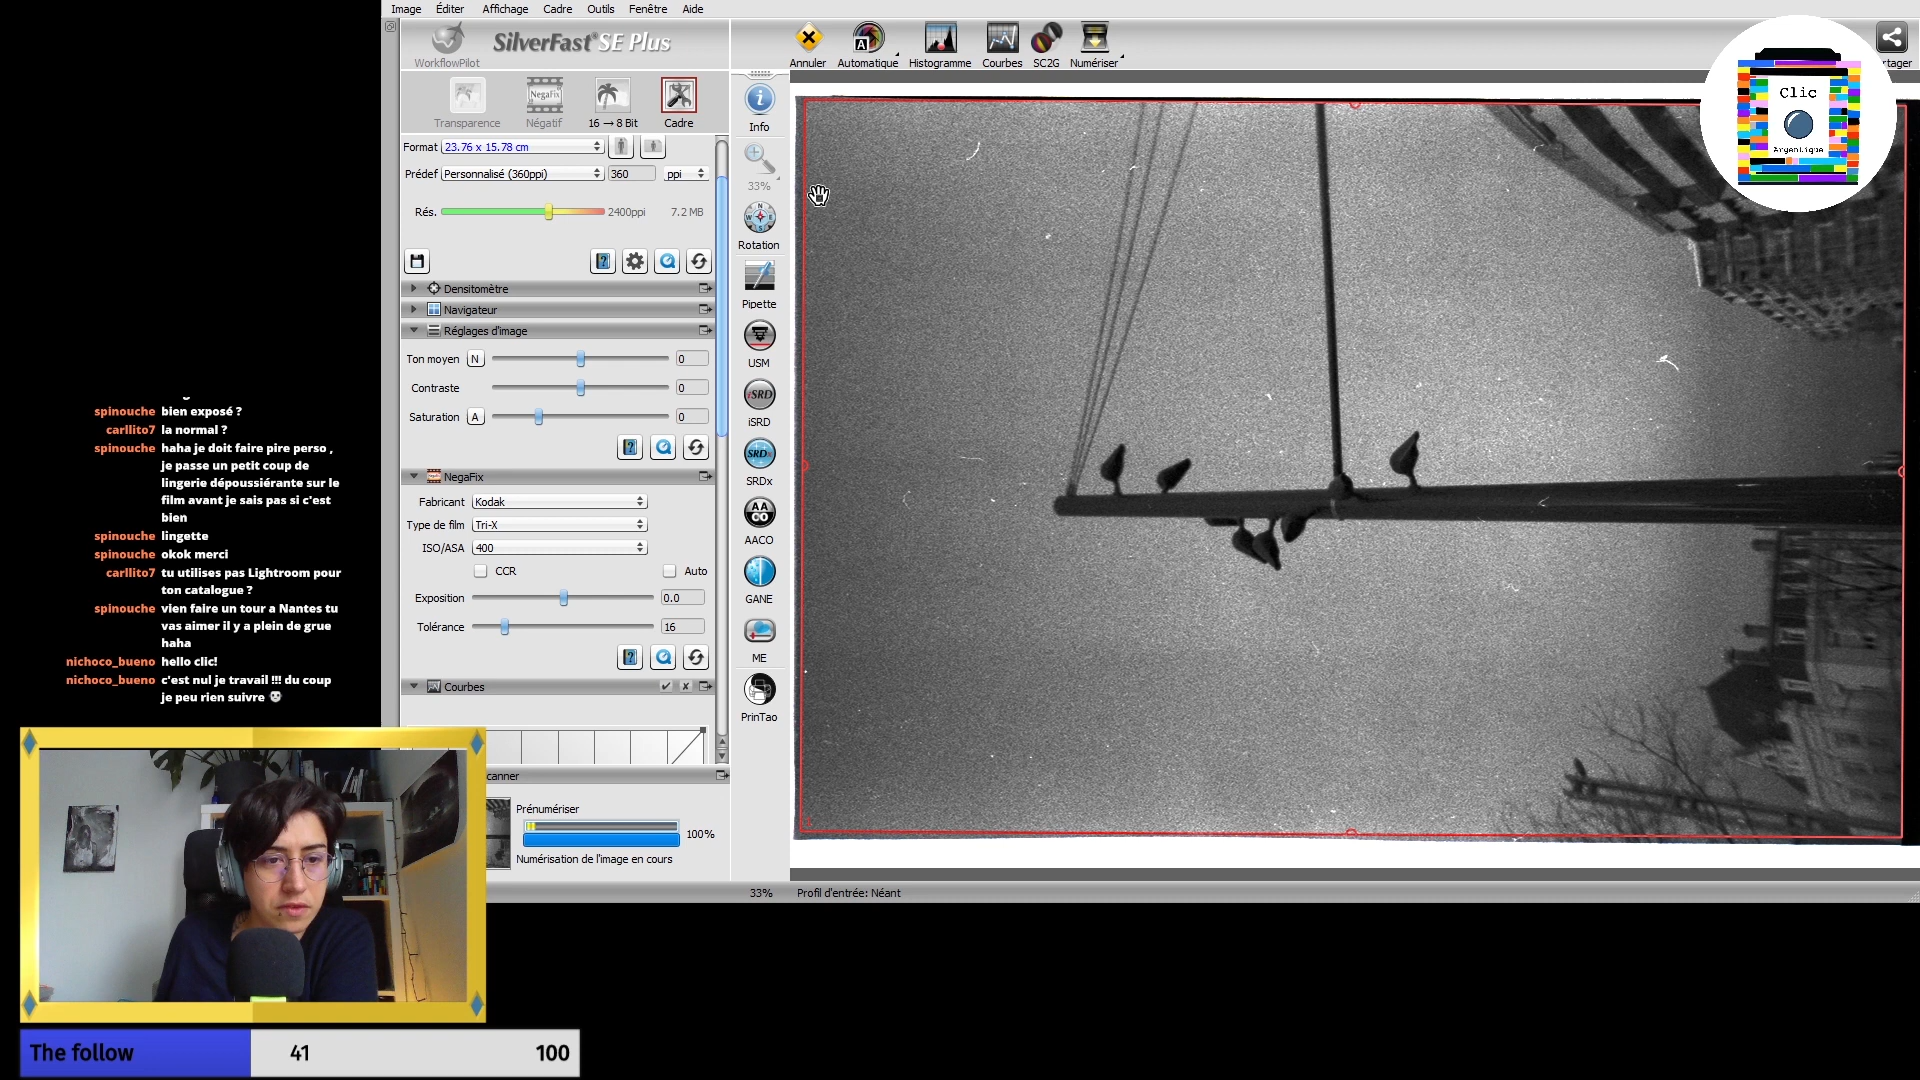 Image Éditer Affichage Cadre Outils Fenêtre Aide
WorkflowPilot
SilverFast® SE Plus
Annuler Automatique Histogramme Courbes SC2G Numériser
Transparence Négatif 16 → 8 Bit Cadre
NegaFix
Format 23.76 x 15.78 cm
Prédef Personnalisé (360ppi) 360 ppi
Rés. 2400ppi 7.2 MB
Densitomètre
Navigateur
Réglages d'image
Ton moyen N 0
Contraste 0
Saturation A 0
NegaFix
Fabricant Kodak
Type de film Tri-X
ISO/ASA 400
CCR Auto
Exposition 0.0
Tolérance 16
Courbes
canner
Prénumériser
100%
Numérisation de l'image en cours
Info
33%
Rotation
Pipette
USM
iSRD
iSRD
SRDx
SRDx
AACO
AACO
GANE
ME
PrinTao
33% Profil d'entrée: Néant
rtager
Clic
Argentique
spinouche bien exposé ?
carllito7 la normal ?
spinouche haha je doit faire pire perso ,
je passe un petit coup de
lingerie dépoussiérante sur le
film avant je sais pas si c'est
bien
spinouche lingette
spinouche okok merci
carllito7 tu utilises pas Lightroom pour
ton catalogue ?
spinouche vien faire un tour a Nantes tu
vas aimer il y a plein de grue
haha
nichoco_bueno hello clic!
nichoco_bueno c'est nul je travail !!! du coup
je peu rien suivre 💀
The follow 41 100